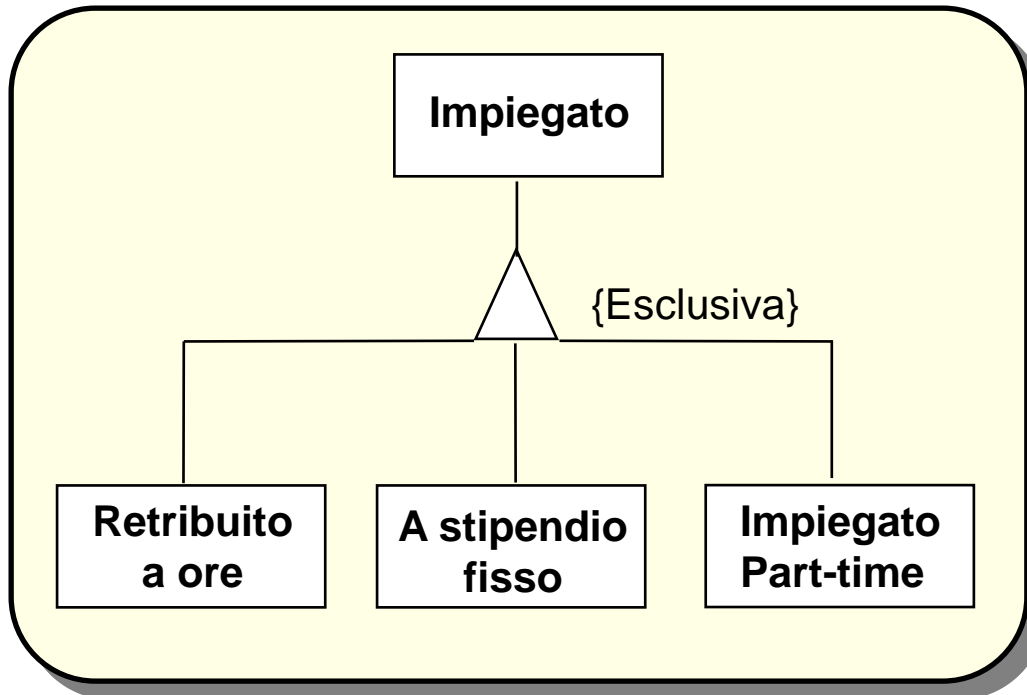 Impiegato
{Esclusiva}
Retribuito
a ore
A stipendio
fisso
Impiegato
Part-time